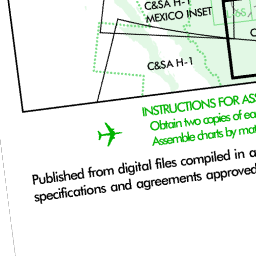 C&SA H-1
MEXICO INSET
C&SA H-1
INSTRUCTIONS FOR ASS
Obtain two copies of ea
Assemble charts by mat
Published from digital files compiled in a
specifications and agreements approved